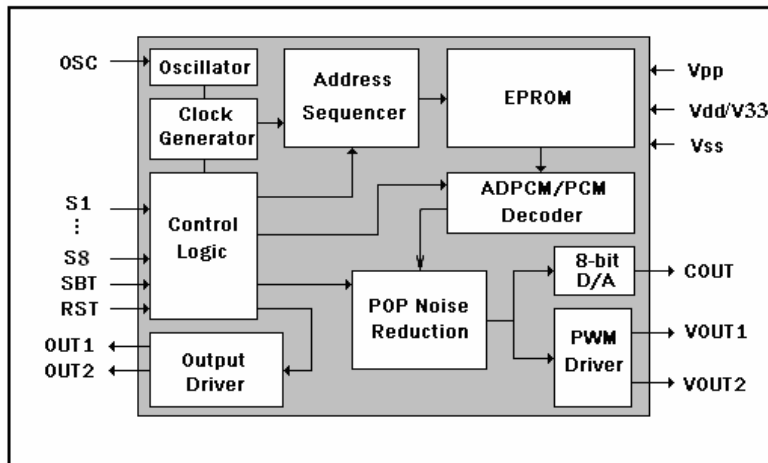 OSC
Oscillator
Clock
Generator
Address
Sequencer
EPROM
Vpp
Vdd/V33
Vss
S1
⋮
S8
SBT
RST
Control
Logic
ADPCM/PCM
Decoder
8-bit
D/A
COUT
POP Noise
Reduction
PWM
Driver
VOUT1
VOUT2
OUT1
OUT2
Output
Driver